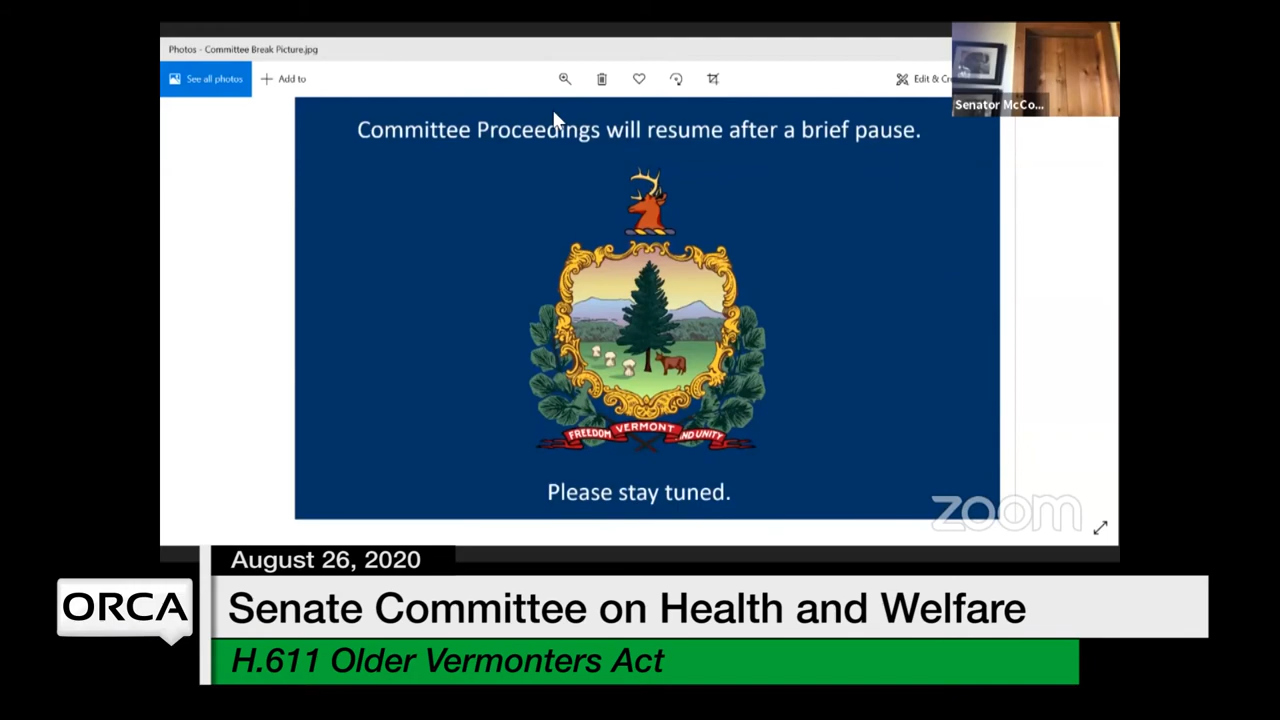 Photos - Committee Break Picture.jpg
See all photos
Add to
Edit & Cr
Senator McCo...
Committee Proceedings will resume after a brief pause.
FREEDOM VERMONT AND UNITY
Please stay tuned.
zoom
August 26, 2020
ORCA
Senate Committee on Health and Welfare
H.611 Older Vermonters Act